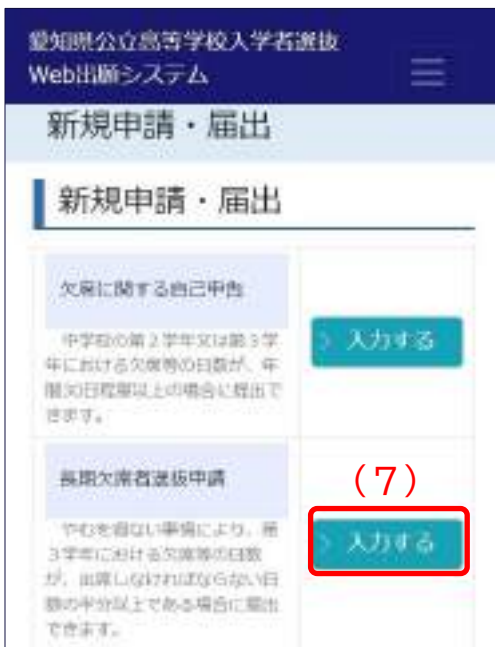 愛知県公立高等学校入学者選抜
Web出願システム
新規申請・届出
新規申請・届出
欠席に関する自己申告
中学校の第2学年又は第3学
年における欠席等の日数が、年
間30日程度以上の場合に提出で
きます。
> 入力する
長期欠席者選抜申請
(7)
やむを得ない事情により、第
3学年における欠席等の日数
が、出席しなければならない日
数の半分以上である場合に届出
できます。
> 入力する